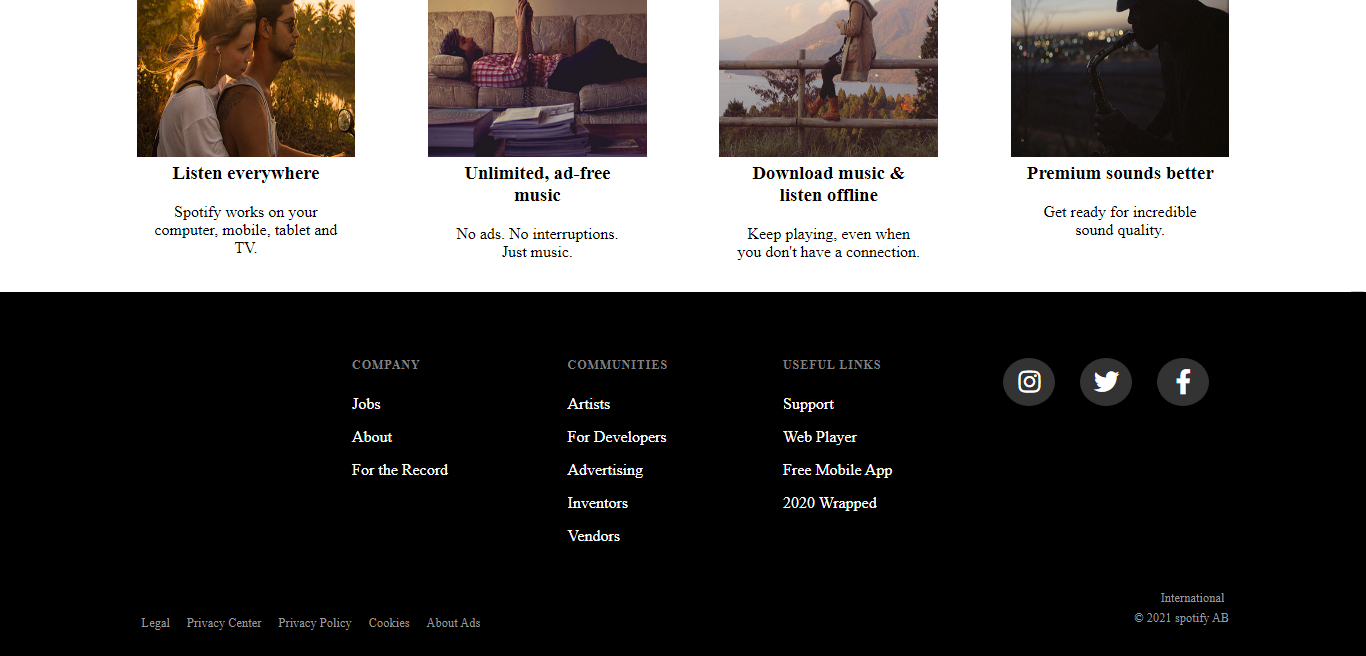 Listen everywhere
Spotify works on your
computer, mobile, tablet and
TV.
Unlimited, ad-free
music
No ads. No interruptions.
Just music.
Download music &
listen offline
Keep playing, even when
you don't have a connection.
Premium sounds better
Get ready for incredible
sound quality.
COMPANY
Jobs
About
For the Record
COMMUNITIES
Artists
For Developers
Advertising
Inventors
Vendors
USEFUL LINKS
Support
Web Player
Free Mobile App
2020 Wrapped
Legal Privacy Center Privacy Policy Cookies About Ads
International
© 2021 spotify AB